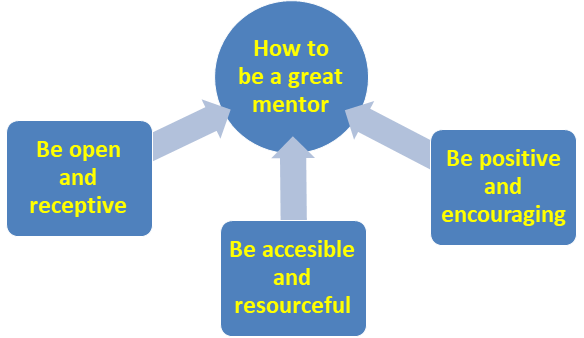 How to
be a great
mentor
Be open
and
receptive
Be accesible
and
resourceful
Be positive
and
encouraging